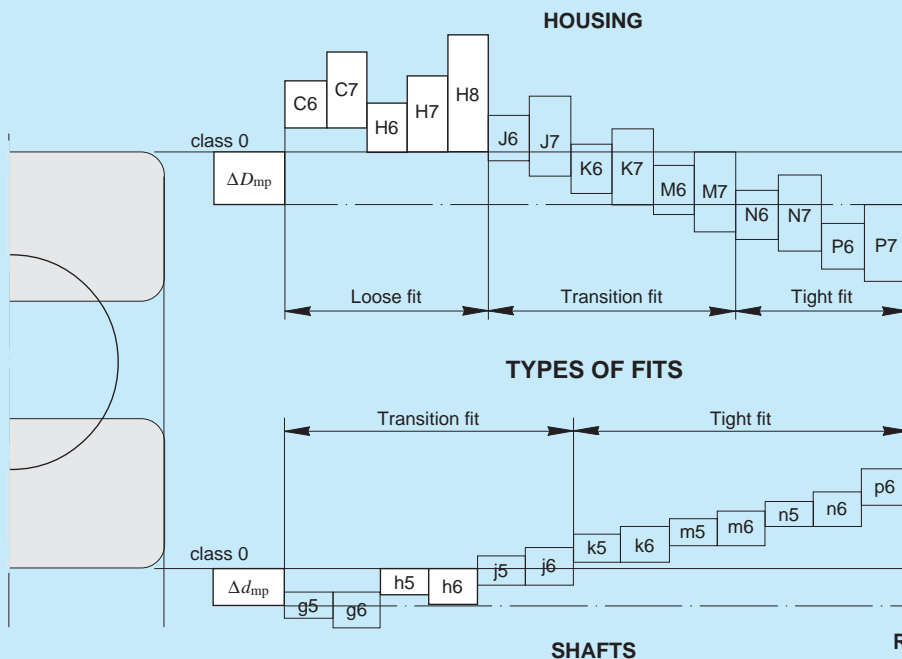 HOUSING
C6
C7
H6
H7
H8
J6
J7
K6
K7
M6
M7
N6
N7
P6
P7
class 0
ΔDmp
Loose fit
Transition fit
Tight fit
TYPES OF FITS
Transition fit
Tight fit
class 0
Δdmp
g5
g6
h5
h6
j5
j6
k5
k6
m5
m6
n5
n6
p6
SHAFTS
R